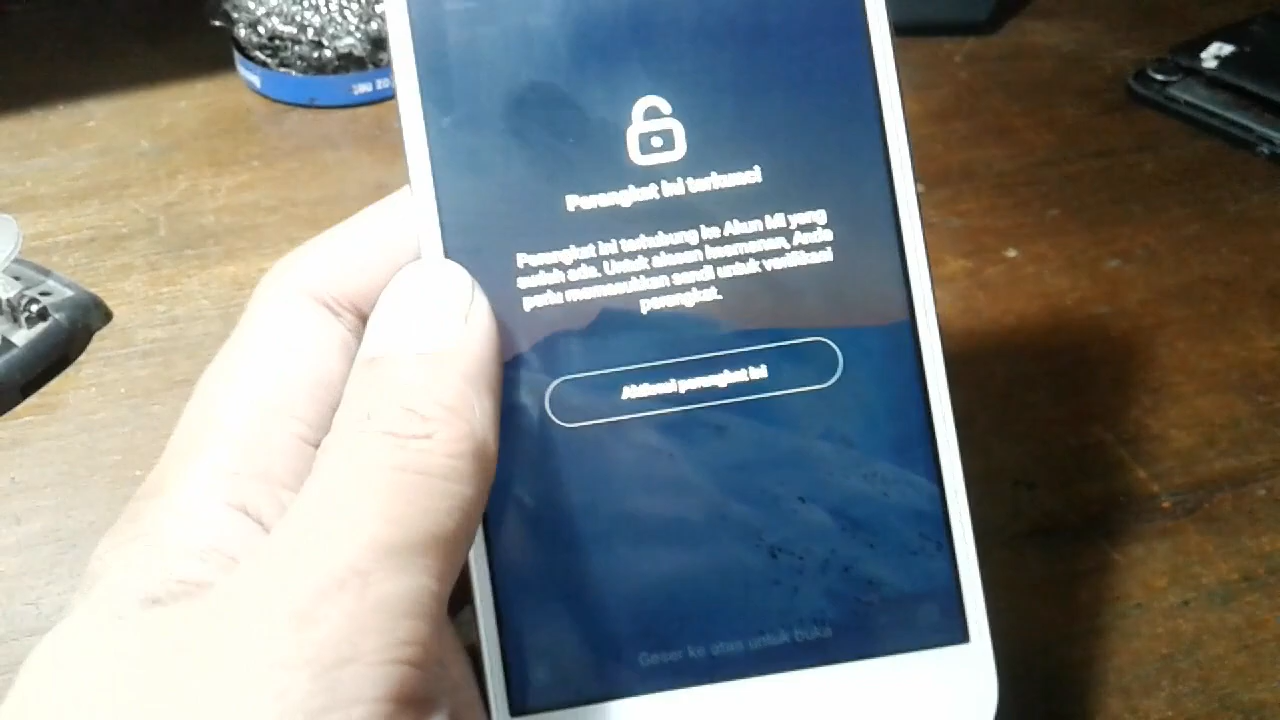 Perangkat ini terkunci
Perangkat ini terhubung ke Akun Mi yang
sudah ada. Untuk alasan keamanan, Anda
perlu memasukkan sandi untuk verifikasi
perangkat.
Aktifkan perangkat ini
Geser ke atas untuk buka